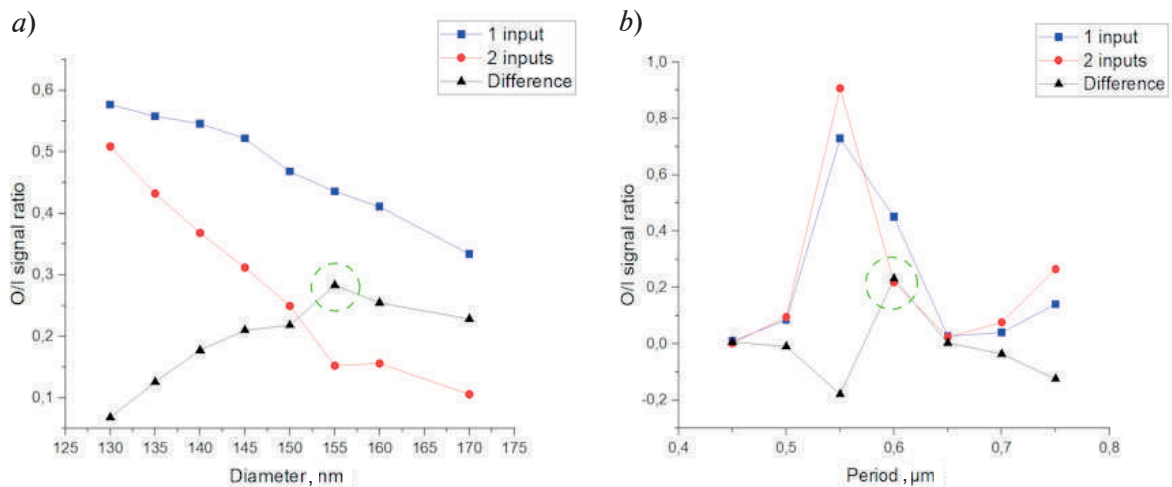 a)
1 input
2 inputs
Difference
O/I signal ratio
0,6
0,5
0,4
0,3
0,2
0,1
125 130 135 140 145 150 155 160 165 170 175
Diameter, nm
b)
1 input
2 inputs
Difference
O/I signal ratio
1,0
0,8
0,6
0,4
0,2
0,0
-0,2
0,4 0,5 0,6 0,7 0,8
Period , µm